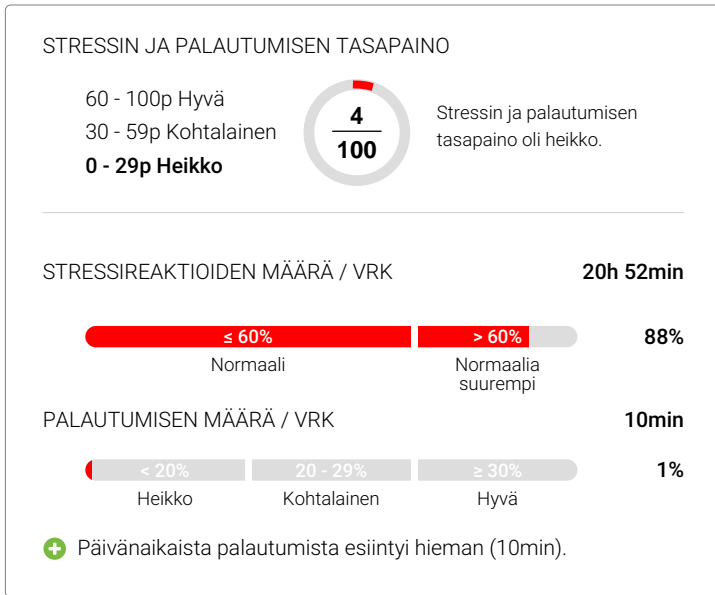 STRESSIN JA PALAUTUMISEN TASAPAINO
60 - 100p Hyvä
30 - 59p Kohtalainen
0 - 29p Heikko
4
100
Stressin ja palautumisen
tasapaino oli heikko.
STRESSIREAKTIOIDEN MÄÄRÄ / VRK
20h 52min
≤ 60%
> 60%
88%
Normaali
Normaalia
suurempi
PALAUTUMISEN MÄÄRÄ / VRK
10min
< 20%
20 - 29%
≥ 30%
1%
Heikko
Kohtalainen
Hyvä
Päivänaikaista palautumista esiintyi hieman (10min).